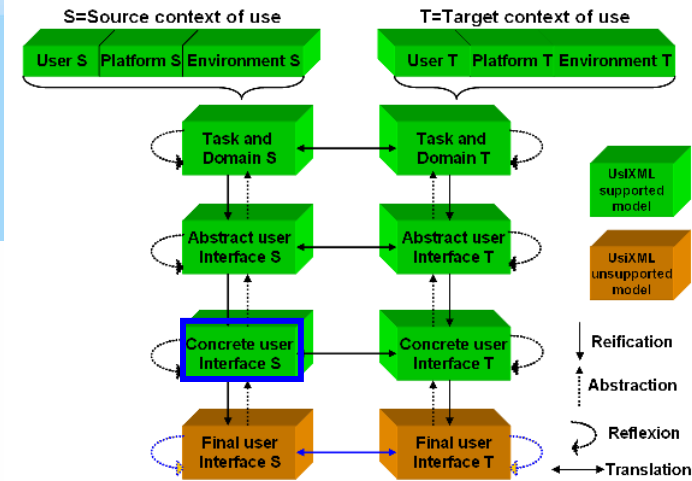 S=Source context of use
T=Target context of use
User S Platform S Environment S
User T Platform T Environment T
Task and
Domain S
Task and
Domain T
Abstract user
Interface S
Abstract user
Interface T
Concrete user
Interface S
Concrete user
Interface T
Final user
Interface S
Final user
Interface T
UsiXML
supported
model
UsiXML
unsupported
model
Reification
Abstraction
Reflexion
Translation